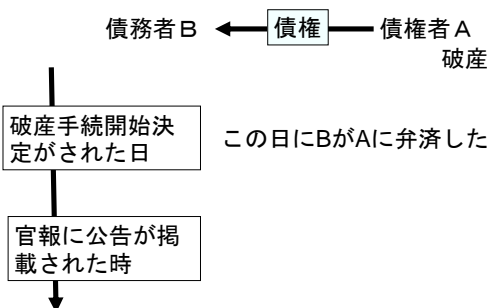 債務者Ｂ 債権 債権者Ａ
破産
破産手続開始決
定がされた日
この日にBがAに弁済した
官報に公告が掲
載された時